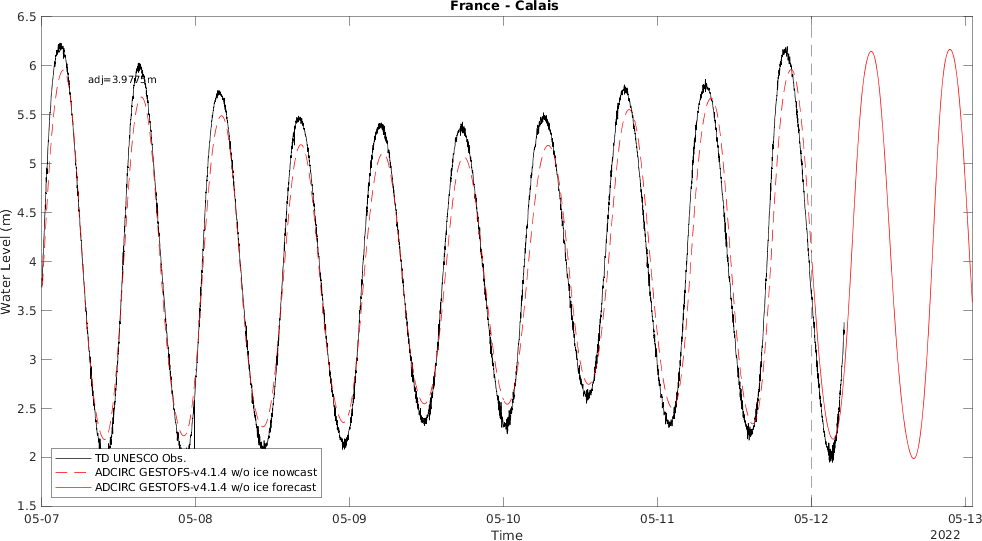 France - Calais
6.5
6
5.5
5
4.5
4
3.5
3
2.5
2
1.5
Water Level (m)
adj=3.9775m
TD UNESCO Obs.
ADCIRC GESTOFS-v4.1.4 w/o ice nowcast
ADCIRC GESTOFS-v4.1.4 w/o ice forecast
05-07 05-08 05-09 05-10 05-11 05-12 05-13
Time
2022